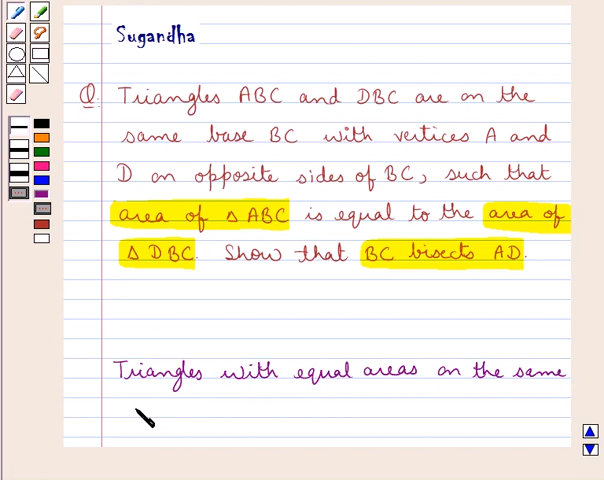 Sugandha
Q. Triangles ABC and DBC are on the
same base BC with vertices A and
D on opposite sides of BC, such that
area of △ ABC is equal to the area of
△ DBC. Show that BC bisects AD.
Triangles with equal areas on the same